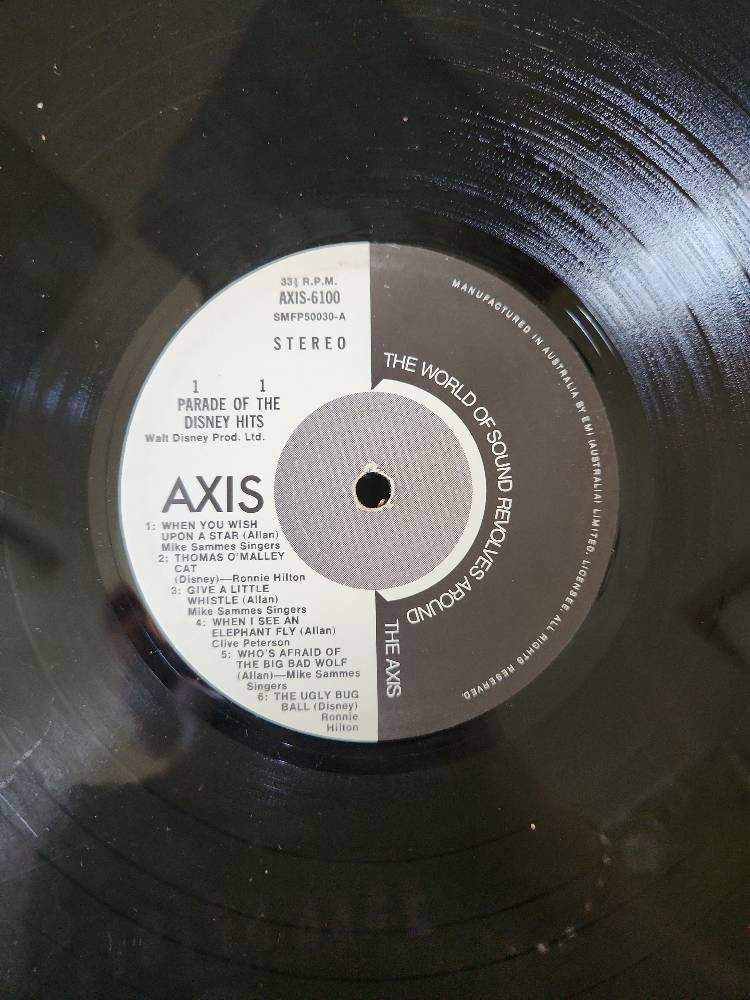 33⅓ R.P.M.
AXIS-6100
SMFP50030-A
STEREO
1 1
PARADE OF THE
DISNEY HITS
Walt Disney Prod. Ltd.
AXIS
1: WHEN YOU WISH
UPON A STAR (Allan)
Mike Sammes Singers
2: THOMAS O'MALLEY
CAT
(Disney)—Ronnie Hilton
3: GIVE A LITTLE
WHISTLE (Allan)
Mike Sammes Singers
4: WHEN I SEE AN
ELEPHANT FLY (Allan)
Clive Peterson
5: WHO'S AFRAID OF
THE BIG BAD WOLF
(Allan)—Mike Sammes
Singers
6: THE UGLY BUG
BALL (Disney)
Ronnie
Hilton
THE WORLD OF SOUND REVOLVES AROUND
THE AXIS
MANUFACTURED IN AUSTRALIA BY EMI (AUSTRALIA) LIMITED. LICENSEE. ALL RIGHTS RESERVED.